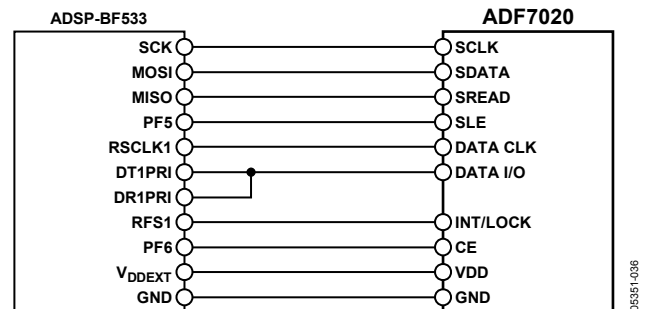 ADSP-BF533 ADF7020
SCK SCLK
MOSI SDATA
MISO SREAD
PF5 SLE
RSCLK1 DATA CLK
DT1PRI DATA I/O
DR1PRI
RFS1 INT/LOCK
PF6 CE
VDDEXT VDD
GND GND
05351-036